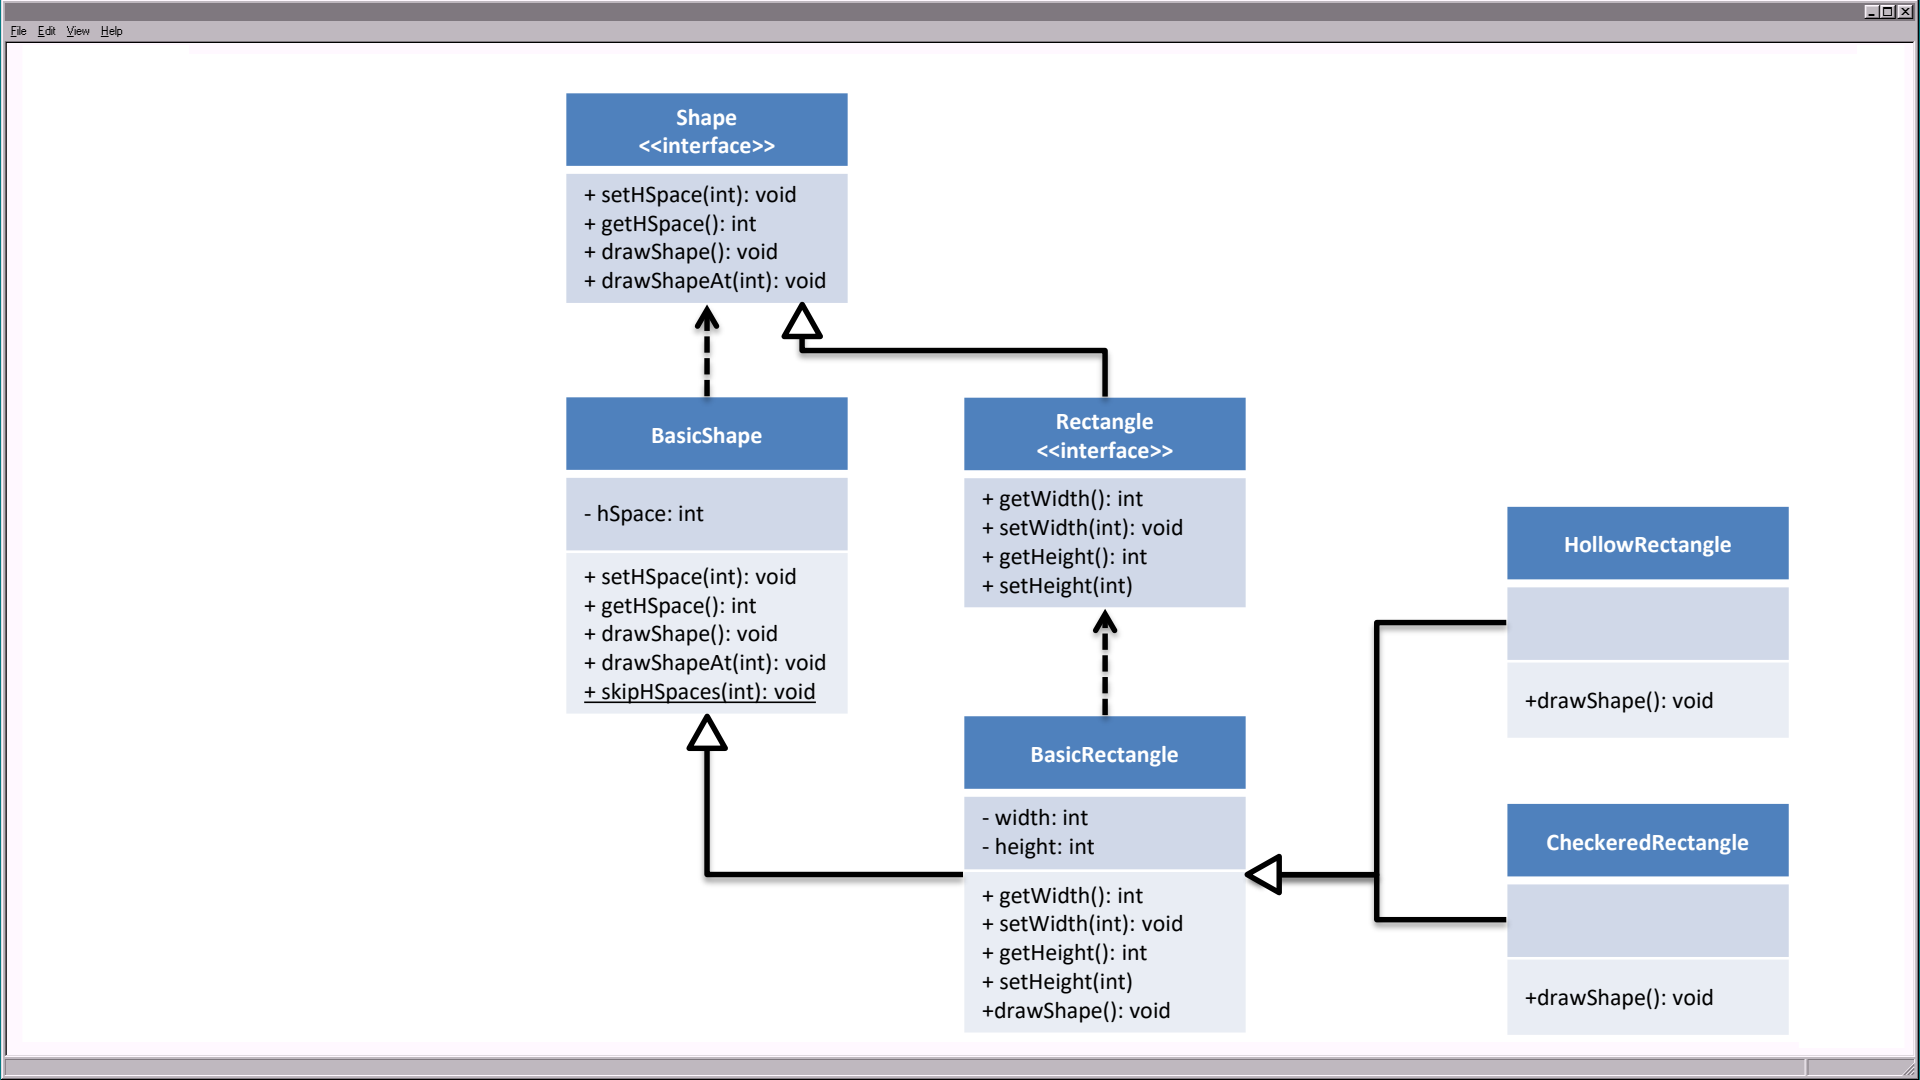 File Edit View Help
Shape
<<interface>>
+ setHSpace(int): void
+ getHSpace(): int
+ drawShape(): void
+ drawShapeAt(int): void
BasicShape
- hSpace: int
+ setHSpace(int): void
+ getHSpace(): int
+ drawShape(): void
+ drawShapeAt(int): void
+ skipHSpaces(int): void
Rectangle
<<interface>>
+ getWidth(): int
+ setWidth(int): void
+ getHeight(): int
+ setHeight(int)
BasicRectangle
- width: int
- height: int
+ getWidth(): int
+ setWidth(int): void
+ getHeight(): int
+ setHeight(int)
+drawShape(): void
HollowRectangle
+drawShape(): void
CheckeredRectangle
+drawShape(): void